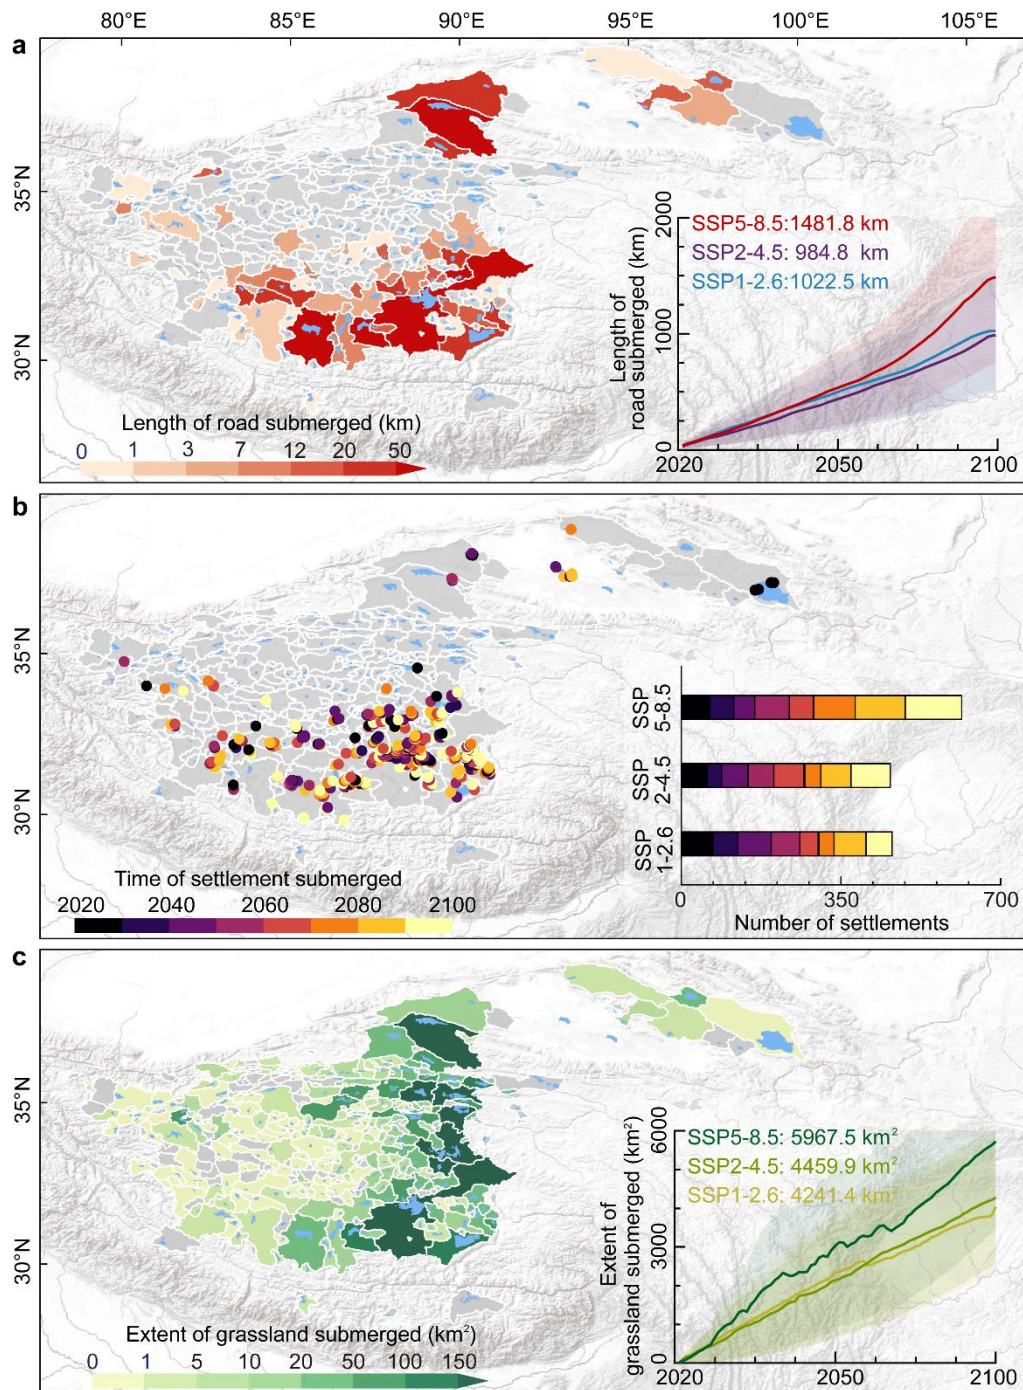 80°E 85°E 90°E 95°E 100°E 105°E
a
35°N
30°N
SSP5-8.5:1481.8 km
SSP2-4.5: 984.8 km
SSP1-2.6:1022.5 km
Length of
road submerged (km)
0 1000 2000
2020 2050 2100
Length of road submerged (km)
0 1 3 7 12 20 50
b
35°N
30°N
SSP
5-8.5
SSP
2-4.5
SSP
1-2.6
0 350 700
Number of settlements
Time of settlement submerged
2020 2040 2060 2080 2100
c
35°N
30°N
SSP5-8.5: 5967.5 km²
SSP2-4.5: 4459.9 km²
SSP1-2.6: 4241.4 km²
Extent of
grassland submerged (km²)
0 3000 6000
2020 2050 2100
Extent of grassland submerged (km²)
0 1 5 10 20 50 100 150